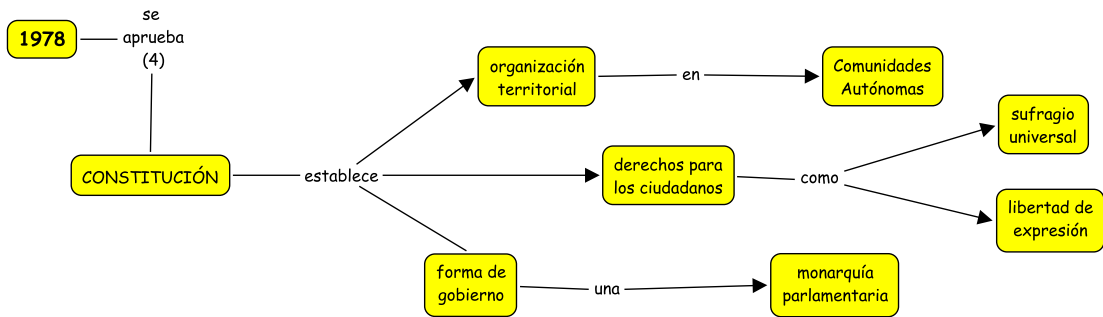 1978
se
aprueba
(4)
CONSTITUCIÓN
establece
organización
territorial
en
Comunidades
Autónomas
derechos para
los ciudadanos
como
sufragio
universal
libertad de
expresión
forma de
gobierno
una
monarquía
parlamentaria